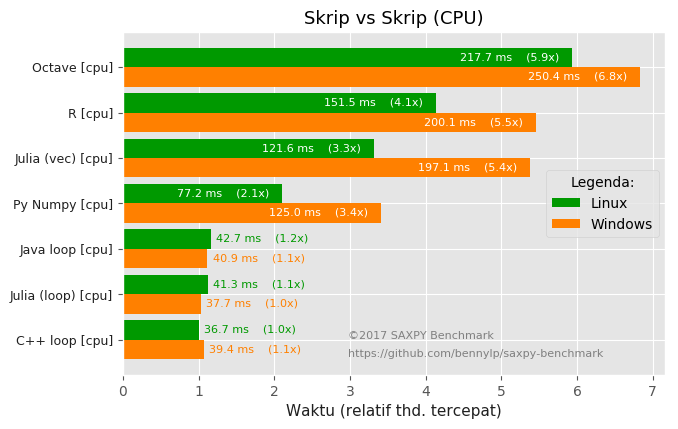 Skrip vs Skrip (CPU)
Octave [cpu]
217.7 ms (5.9x)
250.4 ms (6.8x)
R [cpu]
151.5 ms (4.1x)
200.1 ms (5.5x)
Julia (vec) [cpu]
121.6 ms (3.3x)
197.1 ms (5.4x)
Py Numpy [cpu]
77.2 ms (2.1x)
125.0 ms (3.4x)
Java loop [cpu]
42.7 ms (1.2x)
40.9 ms (1.1x)
Julia (loop) [cpu]
41.3 ms (1.1x)
37.7 ms (1.0x)
C++ loop [cpu]
36.7 ms (1.0x)
39.4 ms (1.1x)
Legenda:
Linux
Windows
©2017 SAXPY Benchmark
https://github.com/bennylp/saxpy-benchmark
0 1 2 3 4 5 6 7
Waktu (relatif thd. tercepat)